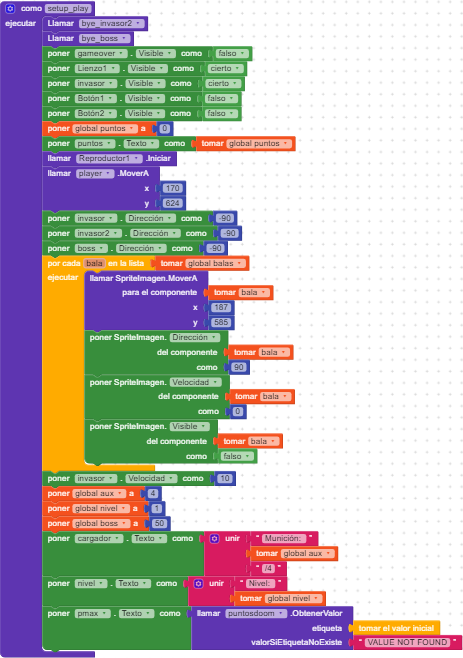 como setup_play
ejecutar Llamar bye_invasor2
Llamar bye_boss
poner gameover . Visible como falso
poner Lienzo1 . Visible como cierto
poner invasor . Visible como cierto
poner Botón1 . Visible como falso
poner Botón2 . Visible como falso
poner global puntos a 0
poner puntos . Texto como tomar global puntos
llamar Reproductor1 .Iniciar
llamar player .MoverA
x 170
y 624
poner invasor . Dirección como -90
poner invasor2 . Dirección como -90
poner boss . Dirección como -90
por cada bala en la lista tomar global balas
ejecutar llamar SpriteImagen.MoverA
para el componente tomar bala
x 187
y 585
poner SpriteImagen. Dirección
del componente tomar bala
como 90
poner SpriteImagen. Velocidad
del componente tomar bala
como 0
poner SpriteImagen. Visible
del componente tomar bala
como falso
poner invasor . Velocidad como 10
poner global aux a 4
poner global nivel a 1
poner global boss a 50
poner cargador . Texto como unir " Munición: "
tomar global aux
" /4 "
poner nivel . Texto como unir " Nivel: "
tomar global nivel
poner pmax . Texto como llamar puntosdoom .ObtenerValor
etiqueta tomar el valor inicial
valorSiEtiquetaNoExiste " VALUE NOT FOUND "